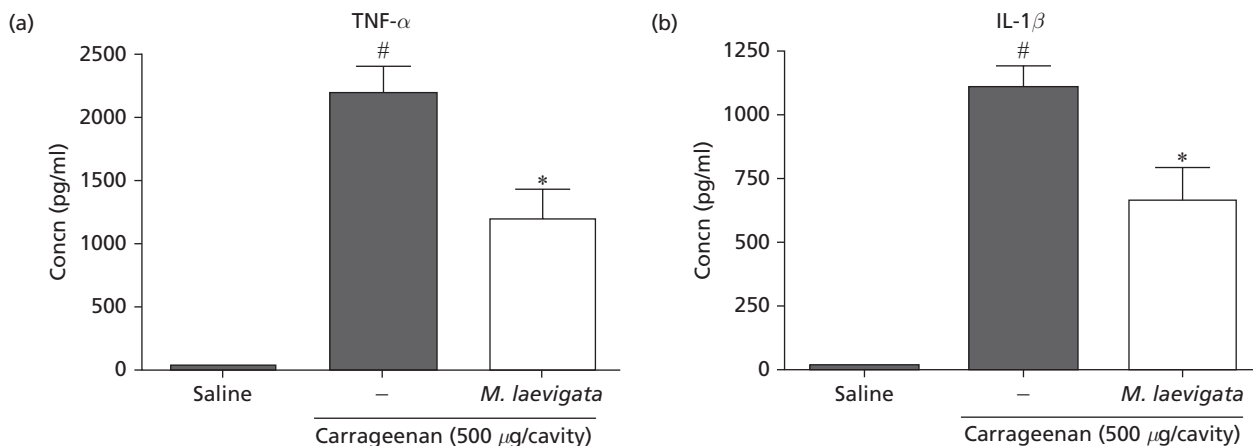 (a)
TNF-α
#
2500
2000
1500
1000
500
0
Concn (pg/ml)
*
Saline
–
M. laevigata
Carrageenan (500 μg/cavity)
(b)
IL-1β
#
1250
1000
750
500
250
0
Concn (pg/ml)
*
Saline
–
M. laevigata
Carrageenan (500 μg/cavity)